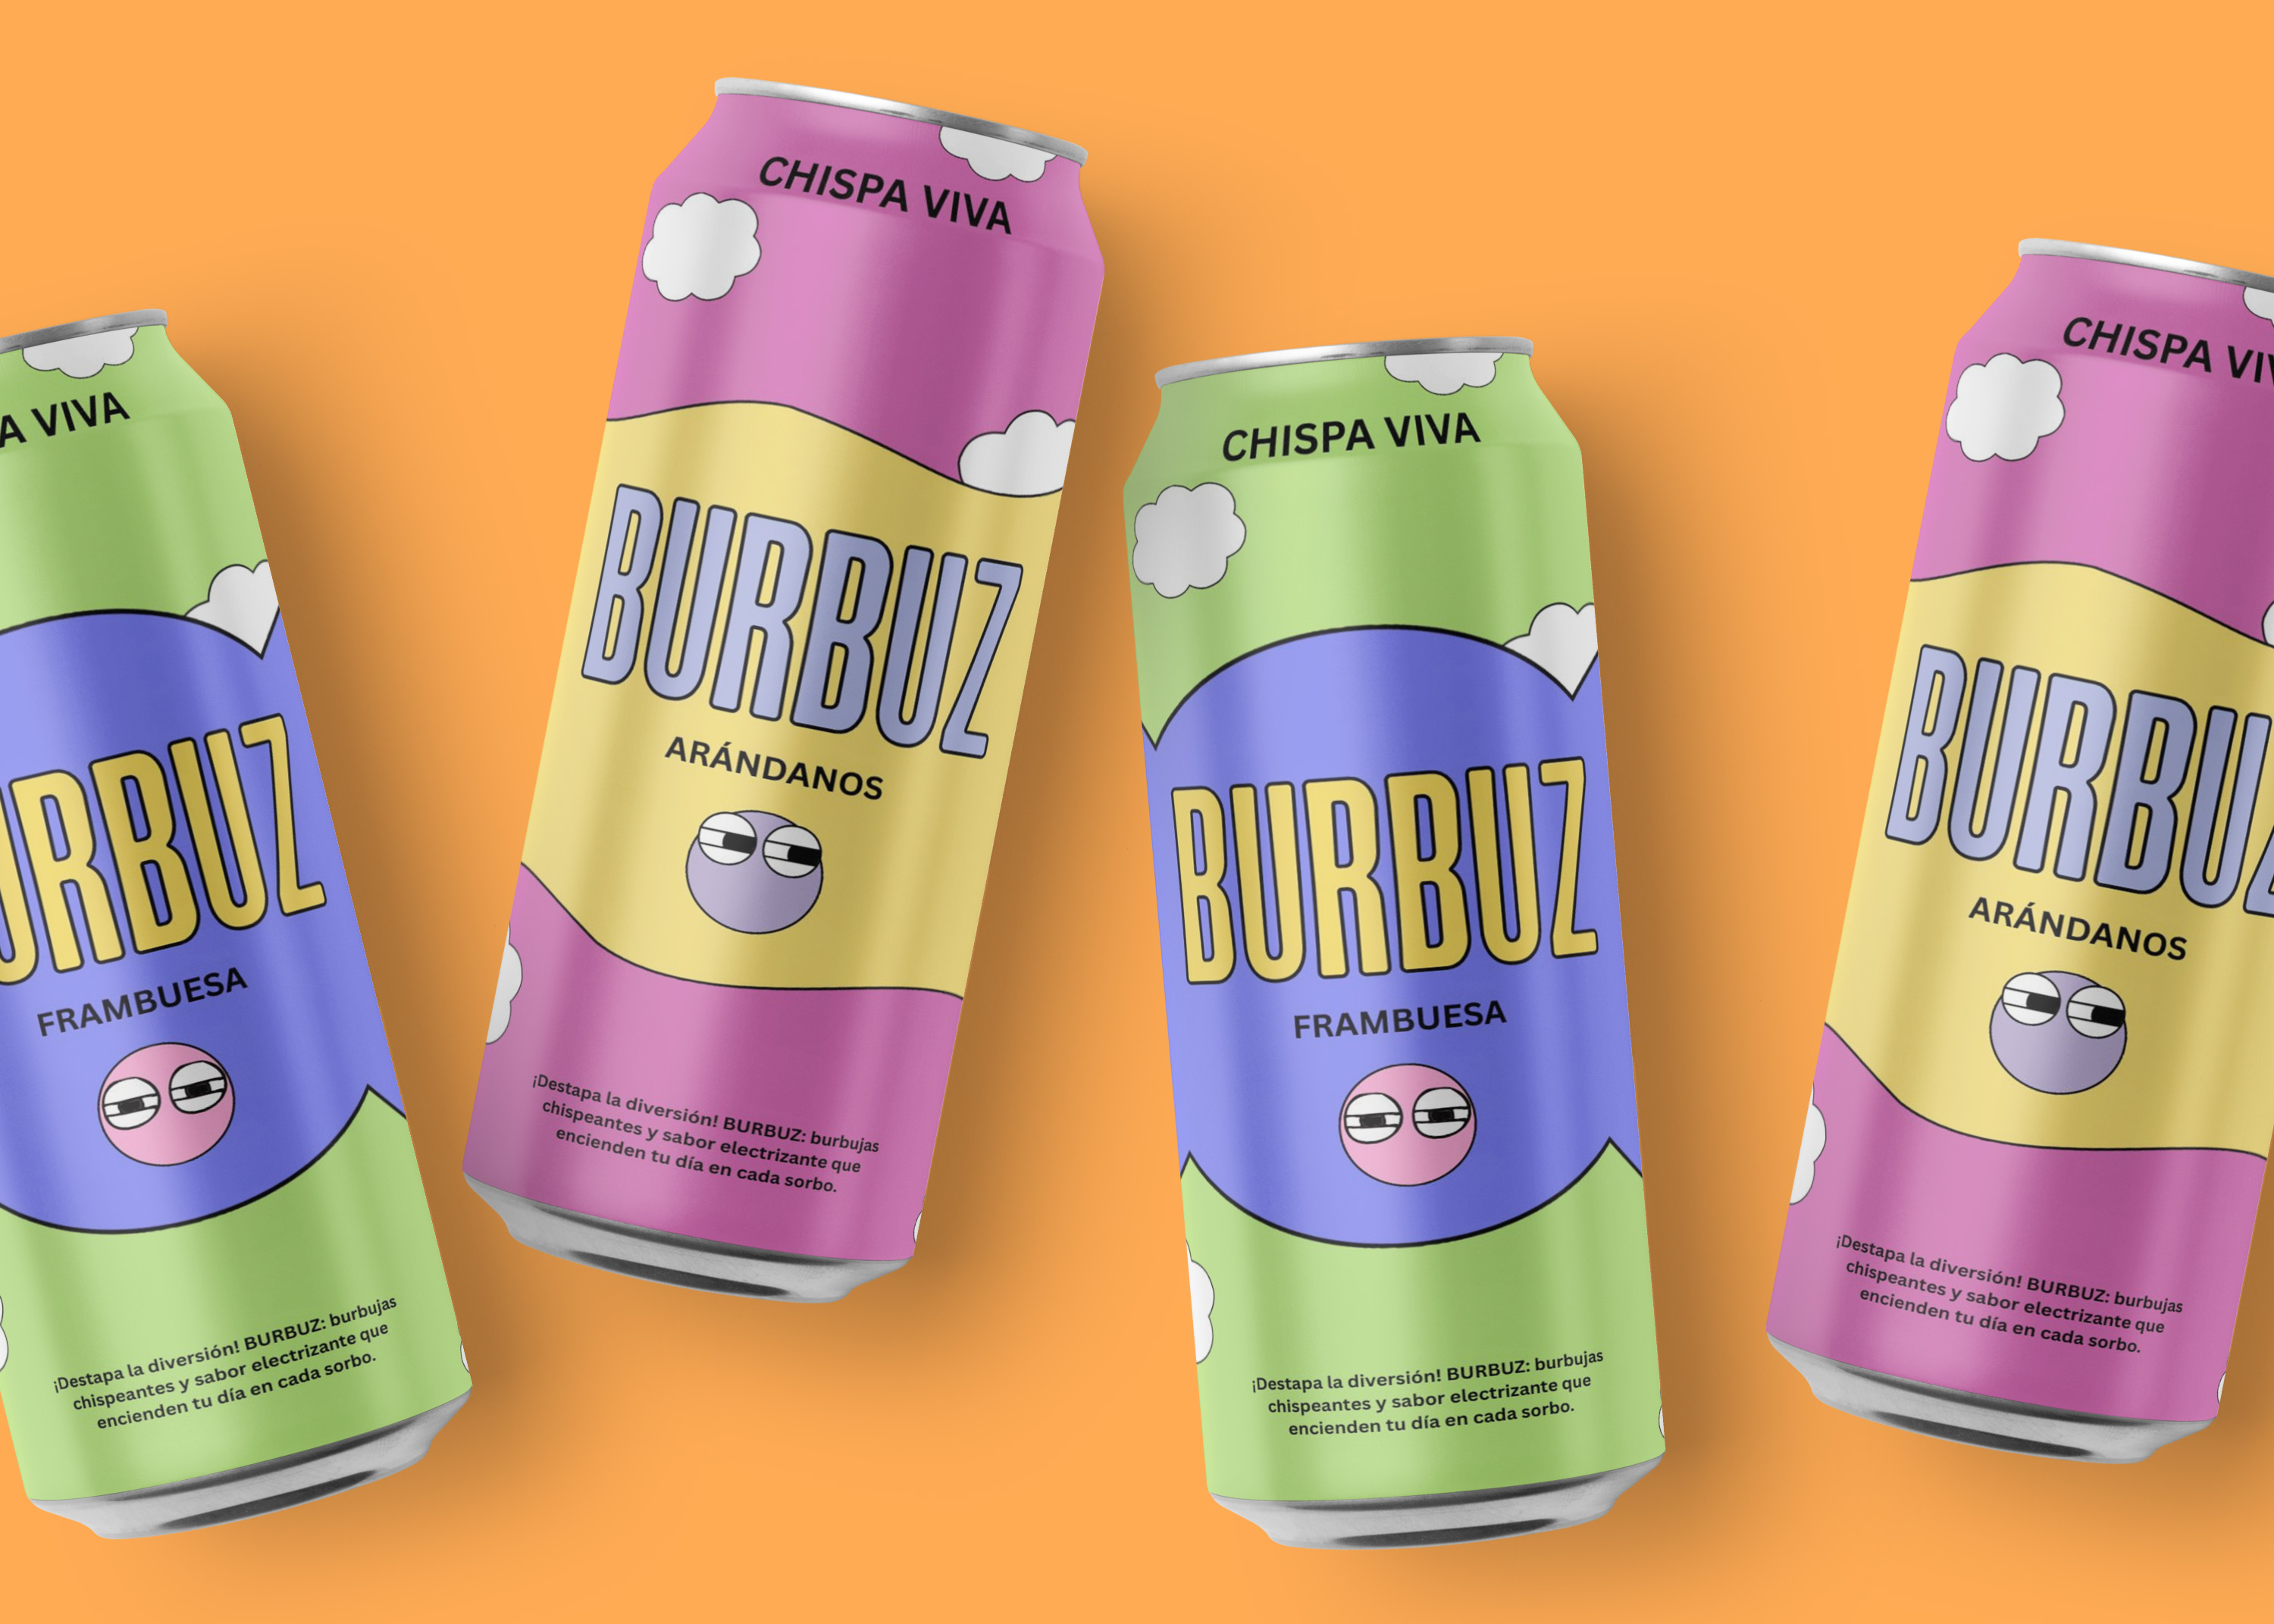 A VIVA
URBUZ
FRAMBUESA
¡Destapa la diversión! BURBUZ: burbujas
chispeantes y sabor electrizante que
encienden tu día en cada sorbo.
CHISPA VIVA
BURBUZ
ARÁNDANOS
¡Destapa la diversión! BURBUZ: burbujas
chispeantes y sabor electrizante que
encienden tu día en cada sorbo.
CHISPA VIVA
BURBUZ
FRAMBUESA
¡Destapa la diversión! BURBUZ: burbujas
chispeantes y sabor electrizante que
encienden tu día en cada sorbo.
CHISPA VIV
BURBUZ
ARÁNDANOS
¡Destapa la diversión! BURBUZ: burbujas
chispeantes y sabor electrizante que
encienden tu día en cada sorbo.